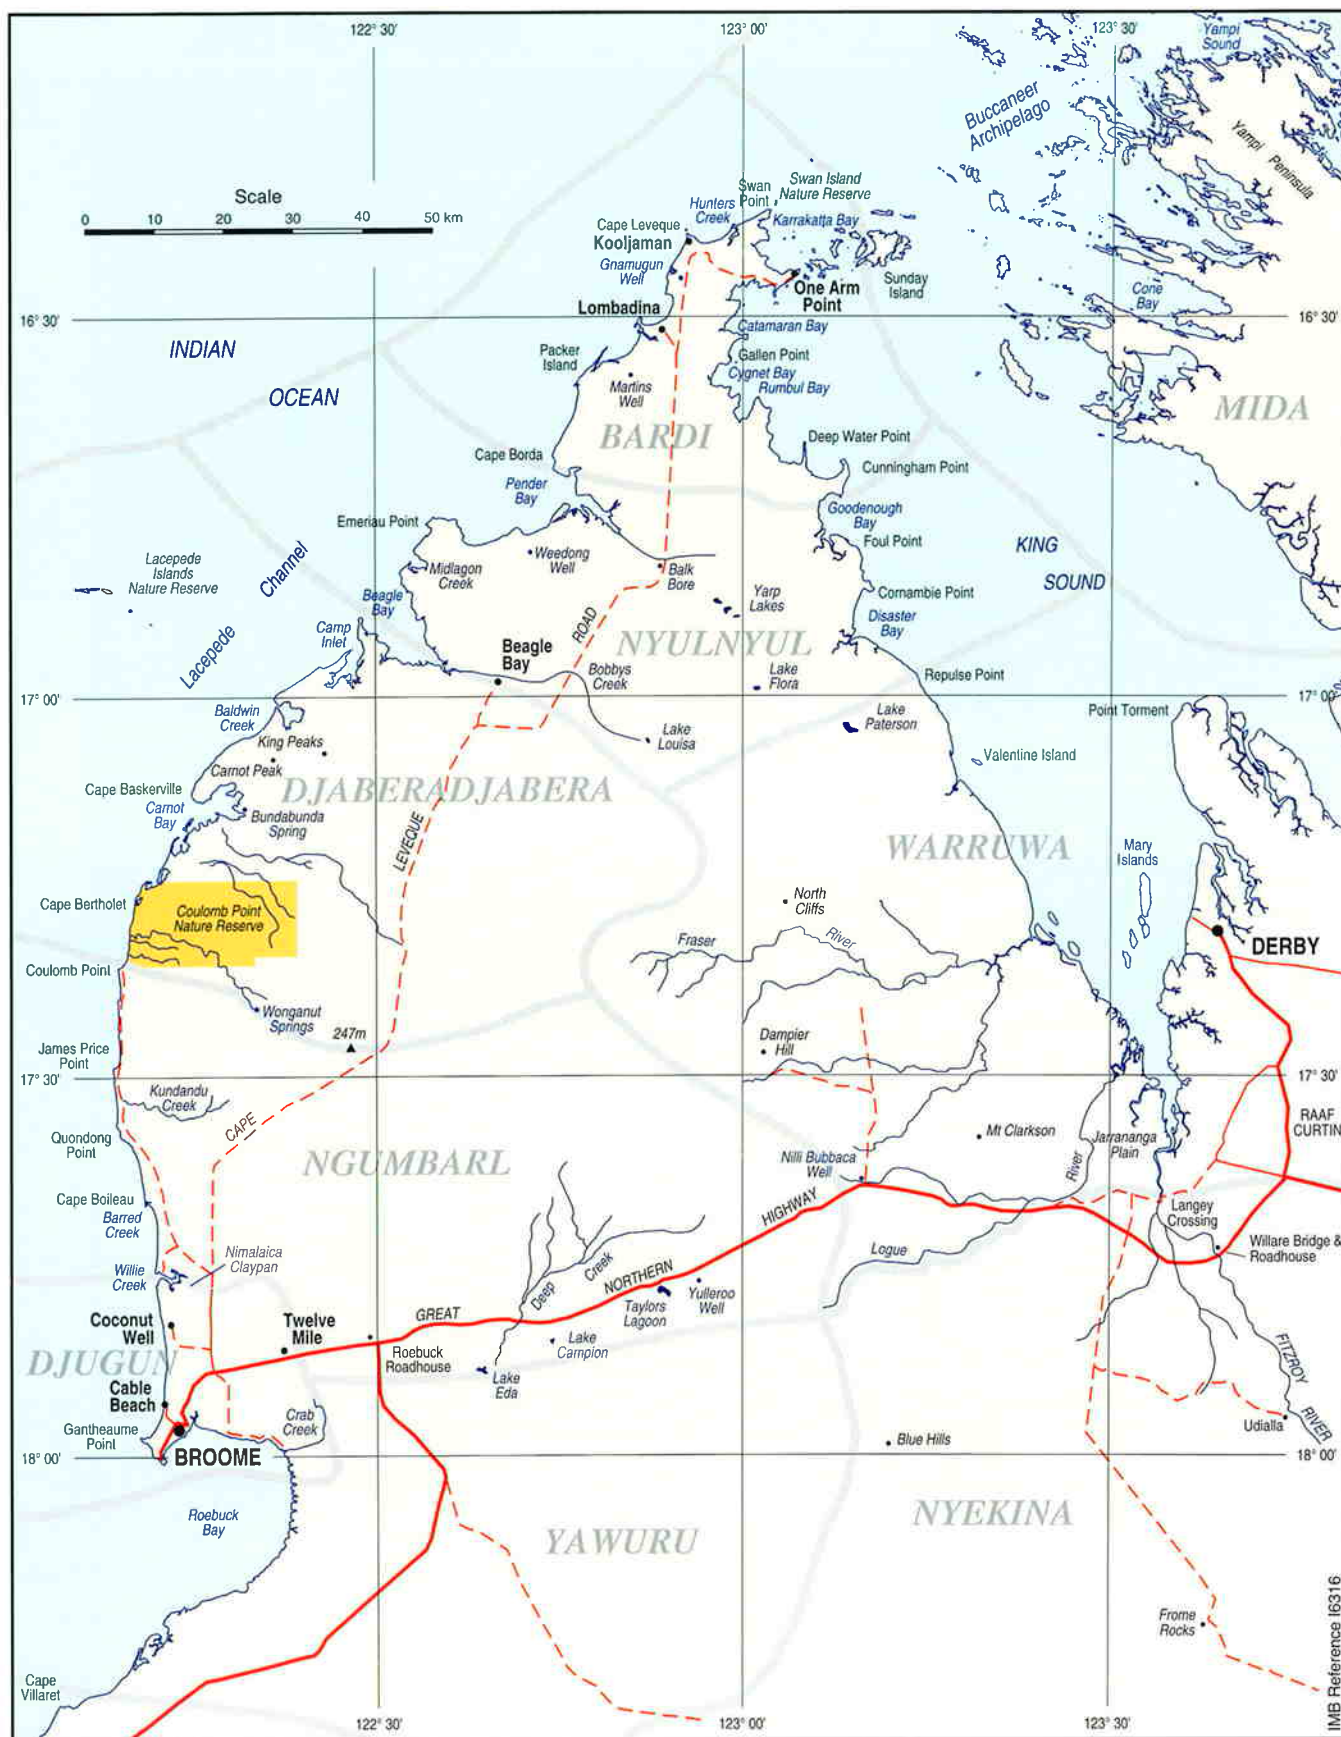 122° 30'
123° 00'
123° 30'
Yampi
Sound
Buccaneer
Archipelago
Yampi Peninsula
Scale
0 10 20 30 40 50 km
Swan
Point
Swan Island
Nature Reserve
Hunters
Creek
Karrakatta Bay
Cape Leveque
Kooljaman
Gnamugun
Well
Sunday
Island
One Arm
Point
Cone
Bay
Lombadina
16° 30'
16° 30'
Catamaran Bay
INDIAN
OCEAN
Packer
Island
Gallen Point
Cygnet Bay
Rumbul Bay
Martins
Well
MIDA
BARDI
Deep Water Point
Cape Borda
Cunningham Point
Pender
Bay
Goodenough
Bay
Emeriau Point
Foul Point
KING
SOUND
Lacepede
Islands
Nature Reserve
Lacepede Channel
Weedong
Well
Midlagon
Creek
Balk
Bore
Yarp
Lakes
Cornambie Point
Beagle
Bay
Disaster
Bay
Camp
Inlet
ROAD
NYULNYUL
Beagle
Bay
Bobbys
Creek
Lake
Flora
Repulse Point
17° 00'
17° 00'
Baldwin
Creek
Lake
Paterson
Point Torment
King Peaks
Lake
Louisa
Carnot Peak
Valentine Island
Cape Baskerville
DJABERADJABERA
Carnot
Bay
Bundabunda
Spring
LEVEQUE
WARRUWA
Mary
Islands
Cape Bertholet
Coulomb Point
Nature Reserve
North
Cliffs
Fraser River
DERBY
Coulomb Point
Wonganut
Springs
247m
Dampier
Hill
James Price
Point
17° 30'
17° 30'
Kundandu
Creek
CAPE
RAAF
CURTIN
Quondong
Point
Mt Clarkson
Jarrananga
Plain
River
NGUMBARL
Nilli Bubbaca
Well
Cape Boileau
Barred
Creek
HIGHWAY
Langey
Crossing
Nimalaica
Claypan
Willare Bridge &
Roadhouse
Willie
Creek
Logue
Deep Creek
NORTHERN
Yulleroo
Well
Taylors
Lagoon
GREAT
Coconut
Well
Twelve
Mile
Roebuck
Roadhouse
Lake
Campion
DJUGUN
Lake
Eda
FITZROY
RIVER
Cable
Beach
Crab
Creek
Gantheaume
Point
Udialla
BROOME
Blue Hills
18° 00'
18° 00'
Roebuck
Bay
NYEKINA
YAWURU
Frome
Rocks
Cape
Villaret
122° 30'
123° 00'
123° 30'
IMB Reference I6316